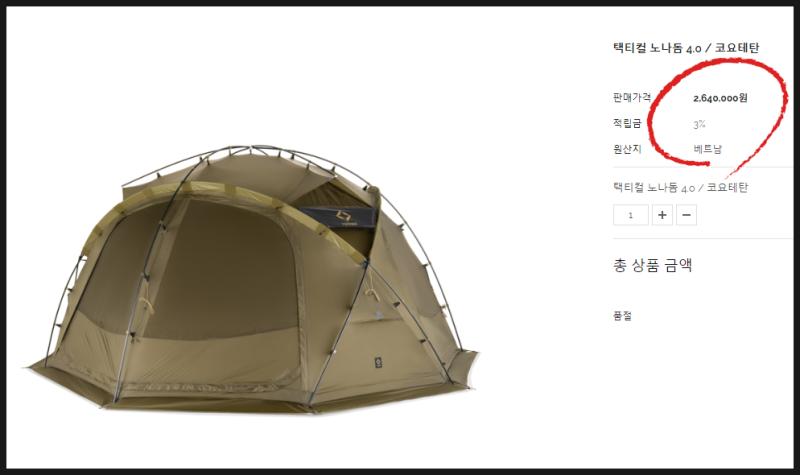 택티컬 노나돔 4.0 / 코요테탄
판매가격 2,640,000원
적립금 3%
원산지 베트남
택티컬 노나돔 4.0 / 코요테탄
1 + −
총 상품 금액
품절